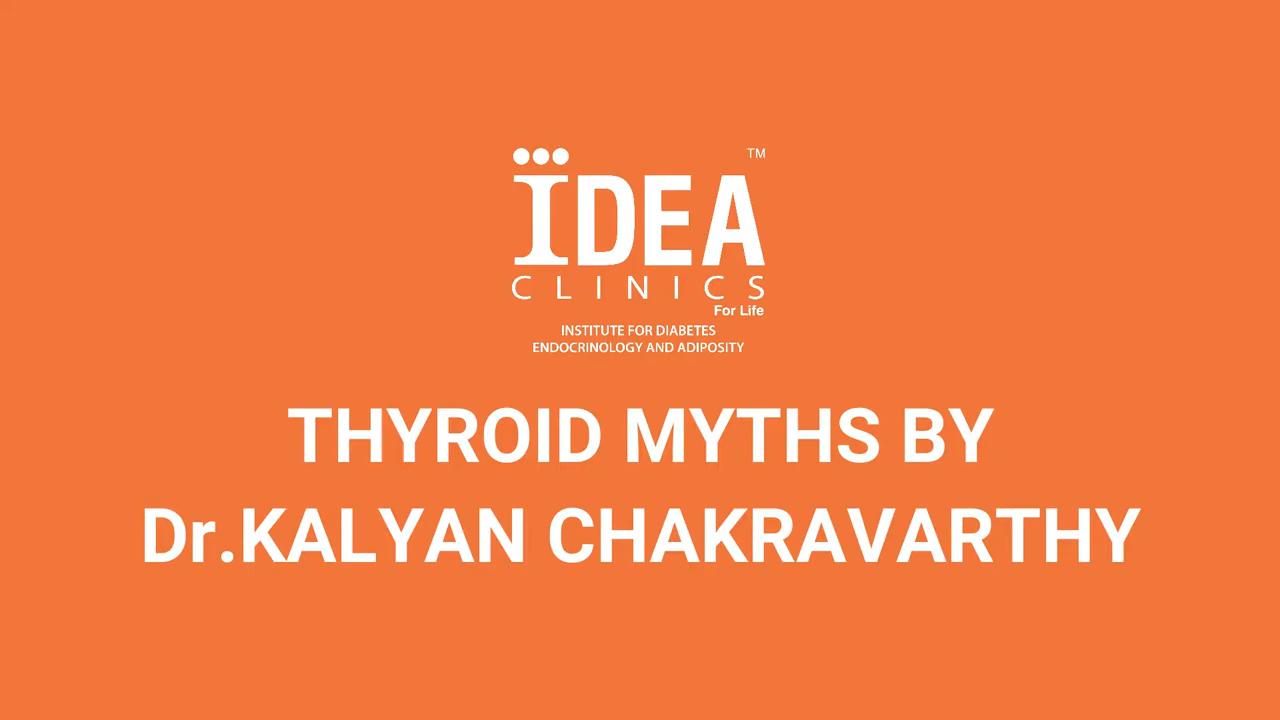 TM
IDEA
CLINICS
For Life
INSTITUTE FOR DIABETES
ENDOCRINOLOGY AND ADIPOSITY
THYROID MYTHS BY
Dr.KALYAN CHAKRAVARTHY